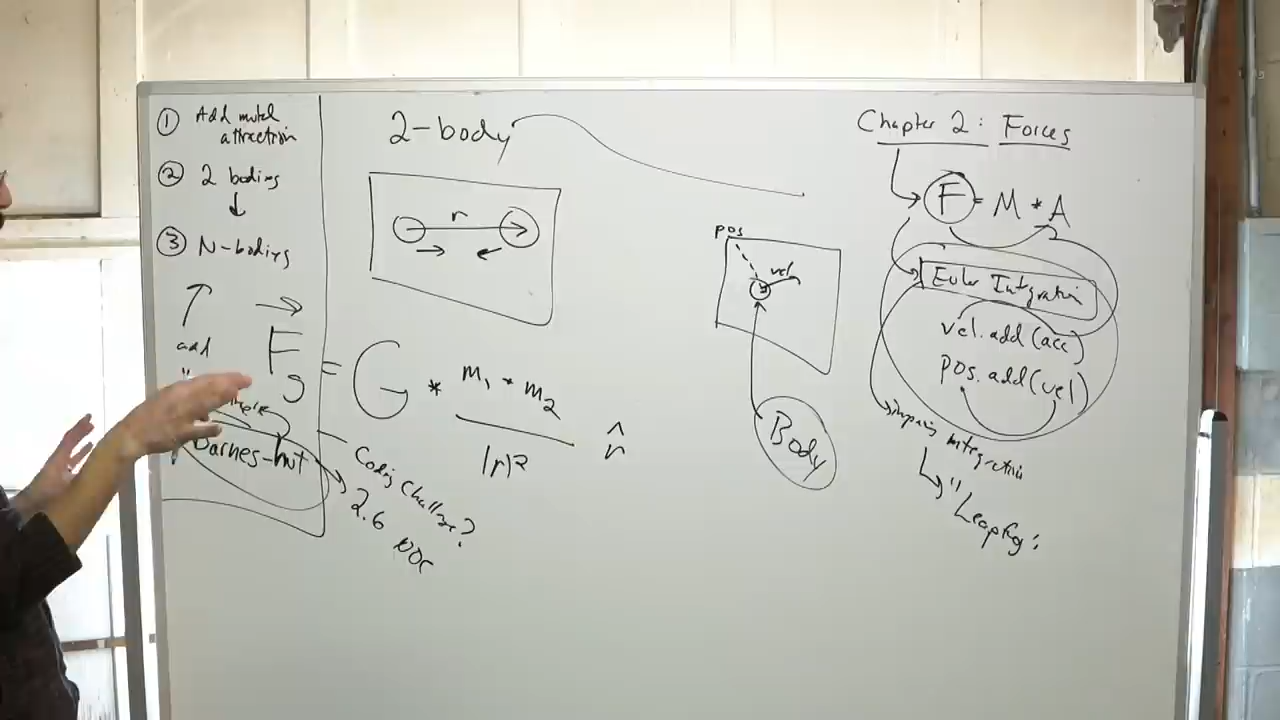 ① Add mutual
attraction
② 2 bodies
↓
③ N-bodies
↑
add
Barnes-hut
→
Fg = G * m1 * m2
|r|2
r̂
Coding Challenge?
2.6 NOC
2-body
r
pos
vel
Body
Chapter 2: Forces
F = M * A
Euler Integration
vel.add(acc)
pos.add(vel)
integration
"Leapfrog: